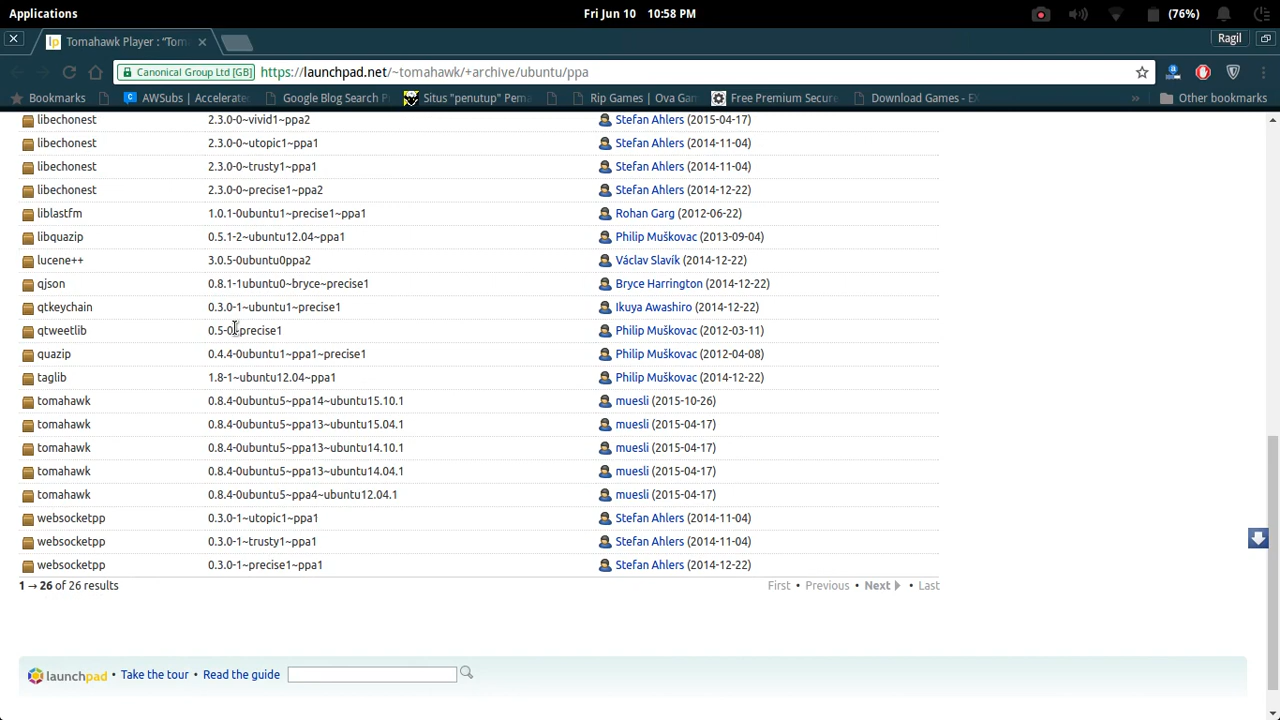 Applications
Fri Jun 10 10:58 PM
(76%)
Tomahawk Player : “Tom
Ragil
Canonical Group Ltd [GB] https://launchpad.net/~tomahawk/+archive/ubuntu/ppa
Bookmarks AWSubs | Accelerate Google Blog Search P Situs "penutup" Pem Rip Games | Ova Gam Free Premium Secure Download Games - EX » Other bookmarks
libechonest 2.3.0-0~vivid1~ppa2 Stefan Ahlers (2015-04-17)
libechonest 2.3.0-0~utopic1~ppa1 Stefan Ahlers (2014-11-04)
libechonest 2.3.0-0~trusty1~ppa1 Stefan Ahlers (2014-11-04)
libechonest 2.3.0-0~precise1~ppa2 Stefan Ahlers (2014-12-22)
liblastfm 1.0.1-0ubuntu1~precise1~ppa1 Rohan Garg (2012-06-22)
libquazip 0.5.1-2~ubuntu12.04~ppa1 Philip Muškovac (2013-09-04)
lucene++ 3.0.5-0ubuntu0ppa2 Václav Slavík (2014-12-22)
qjson 0.8.1-1ubuntu0~bryce~precise1 Bryce Harrington (2014-12-22)
qtkeychain 0.3.0-1~ubuntu1~precise1 Ikuya Awashiro (2014-12-22)
qtweetlib 0.5-0~precise1 Philip Muškovac (2012-03-11)
quazip 0.4.4-0ubuntu1~ppa1~precise1 Philip Muškovac (2012-04-08)
taglib 1.8-1~ubuntu12.04~ppa1 Philip Muškovac (2014-12-22)
tomahawk 0.8.4-0ubuntu5~ppa14~ubuntu15.10.1 muesli (2015-10-26)
tomahawk 0.8.4-0ubuntu5~ppa13~ubuntu15.04.1 muesli (2015-04-17)
tomahawk 0.8.4-0ubuntu5~ppa13~ubuntu14.10.1 muesli (2015-04-17)
tomahawk 0.8.4-0ubuntu5~ppa13~ubuntu14.04.1 muesli (2015-04-17)
tomahawk 0.8.4-0ubuntu5~ppa4~ubuntu12.04.1 muesli (2015-04-17)
websocketpp 0.3.0-1~utopic1~ppa1 Stefan Ahlers (2014-11-04)
websocketpp 0.3.0-1~trusty1~ppa1 Stefan Ahlers (2014-11-04)
websocketpp 0.3.0-1~precise1~ppa1 Stefan Ahlers (2014-12-22)
1 → 26 of 26 results First • Previous • Next • Last
launchpad • Take the tour • Read the guide